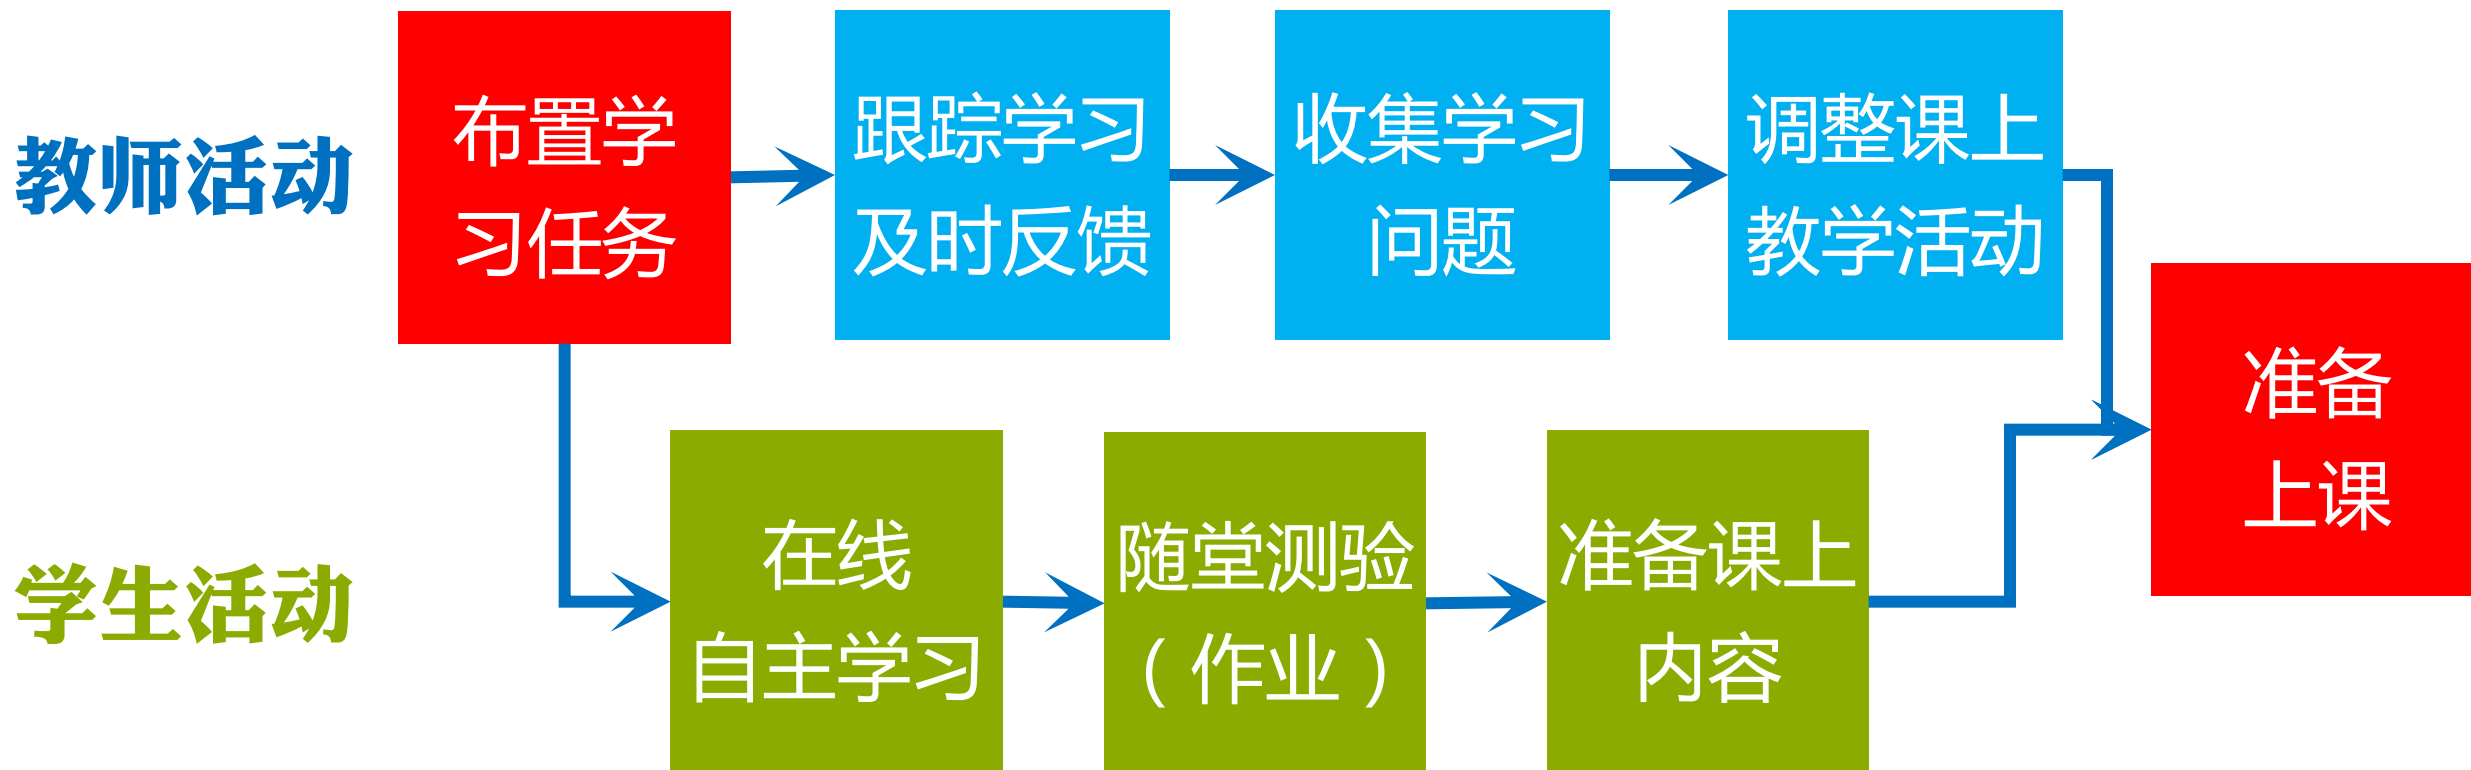 教师活动
布置学
习任务
跟踪学习
及时反馈
收集学习
问题
调整课上
教学活动
准备
上课
学生活动
在线
自主学习
随堂测验
（作业）
准备课上
内容